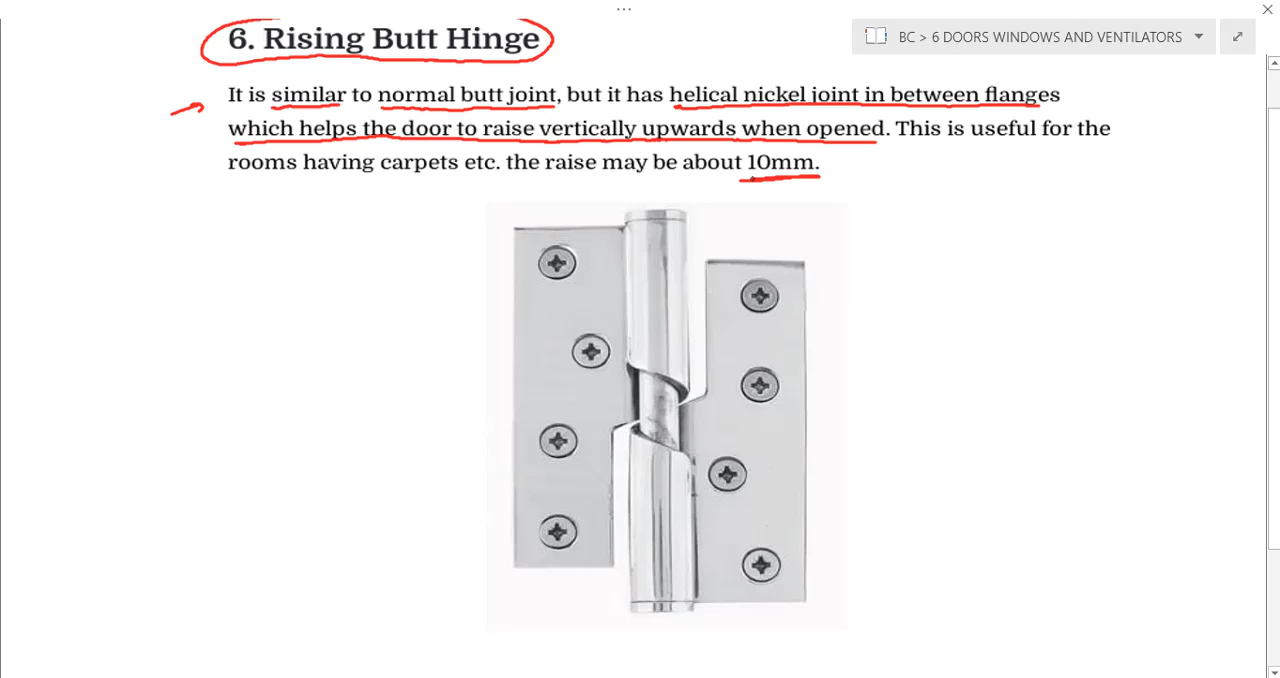 6. Rising Butt Hinge
BC > 6 DOORS WINDOWS AND VENTILATORS
It is similar to normal butt joint, but it has helical nickel joint in between flanges
which helps the door to raise vertically upwards when opened. This is useful for the
rooms having carpets etc. the raise may be about 10mm.